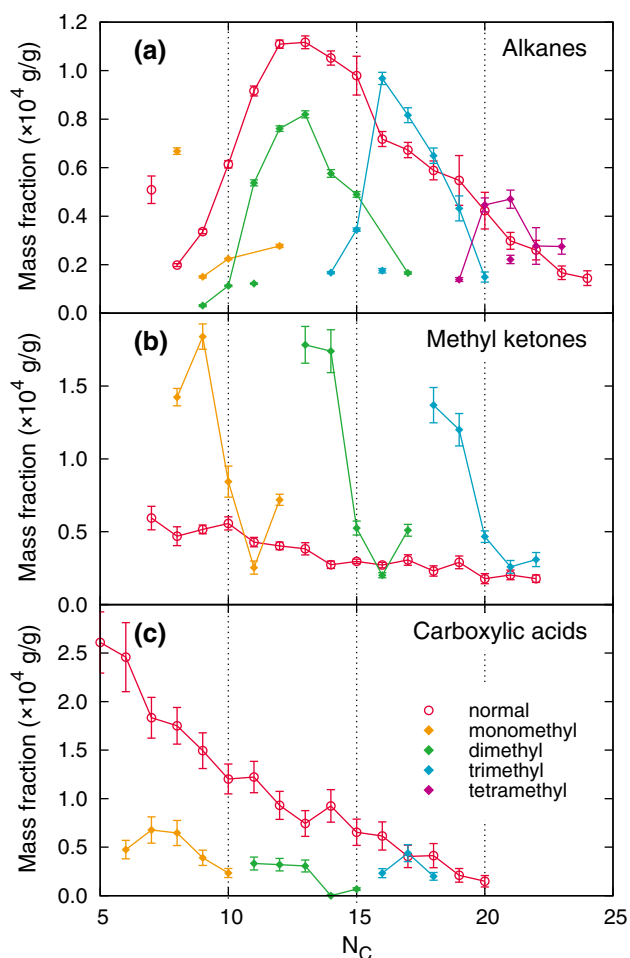 (a)
Alkanes
Mass fraction (×10⁴ g/g)
1.2
1.0
0.8
0.6
0.4
0.2
0.0
(b)
Methyl ketones
Mass fraction (×10⁴ g/g)
1.5
1.0
0.5
0.0
(c)
Carboxylic acids
Mass fraction (×10⁴ g/g)
2.5
2.0
1.5
1.0
0.5
0.0
normal
monomethyl
dimethyl
trimethyl
tetramethyl
5 10 15 20 25
N_C